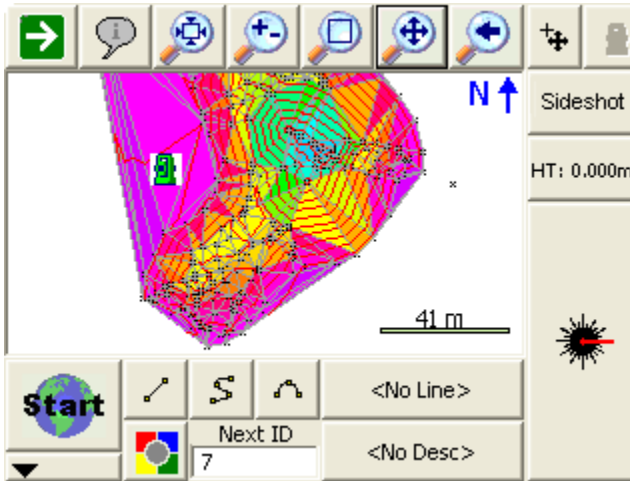 N
Sideshot
HT: 0.000m
41 m
Start
<No Line>
Next ID
7
<No Desc>